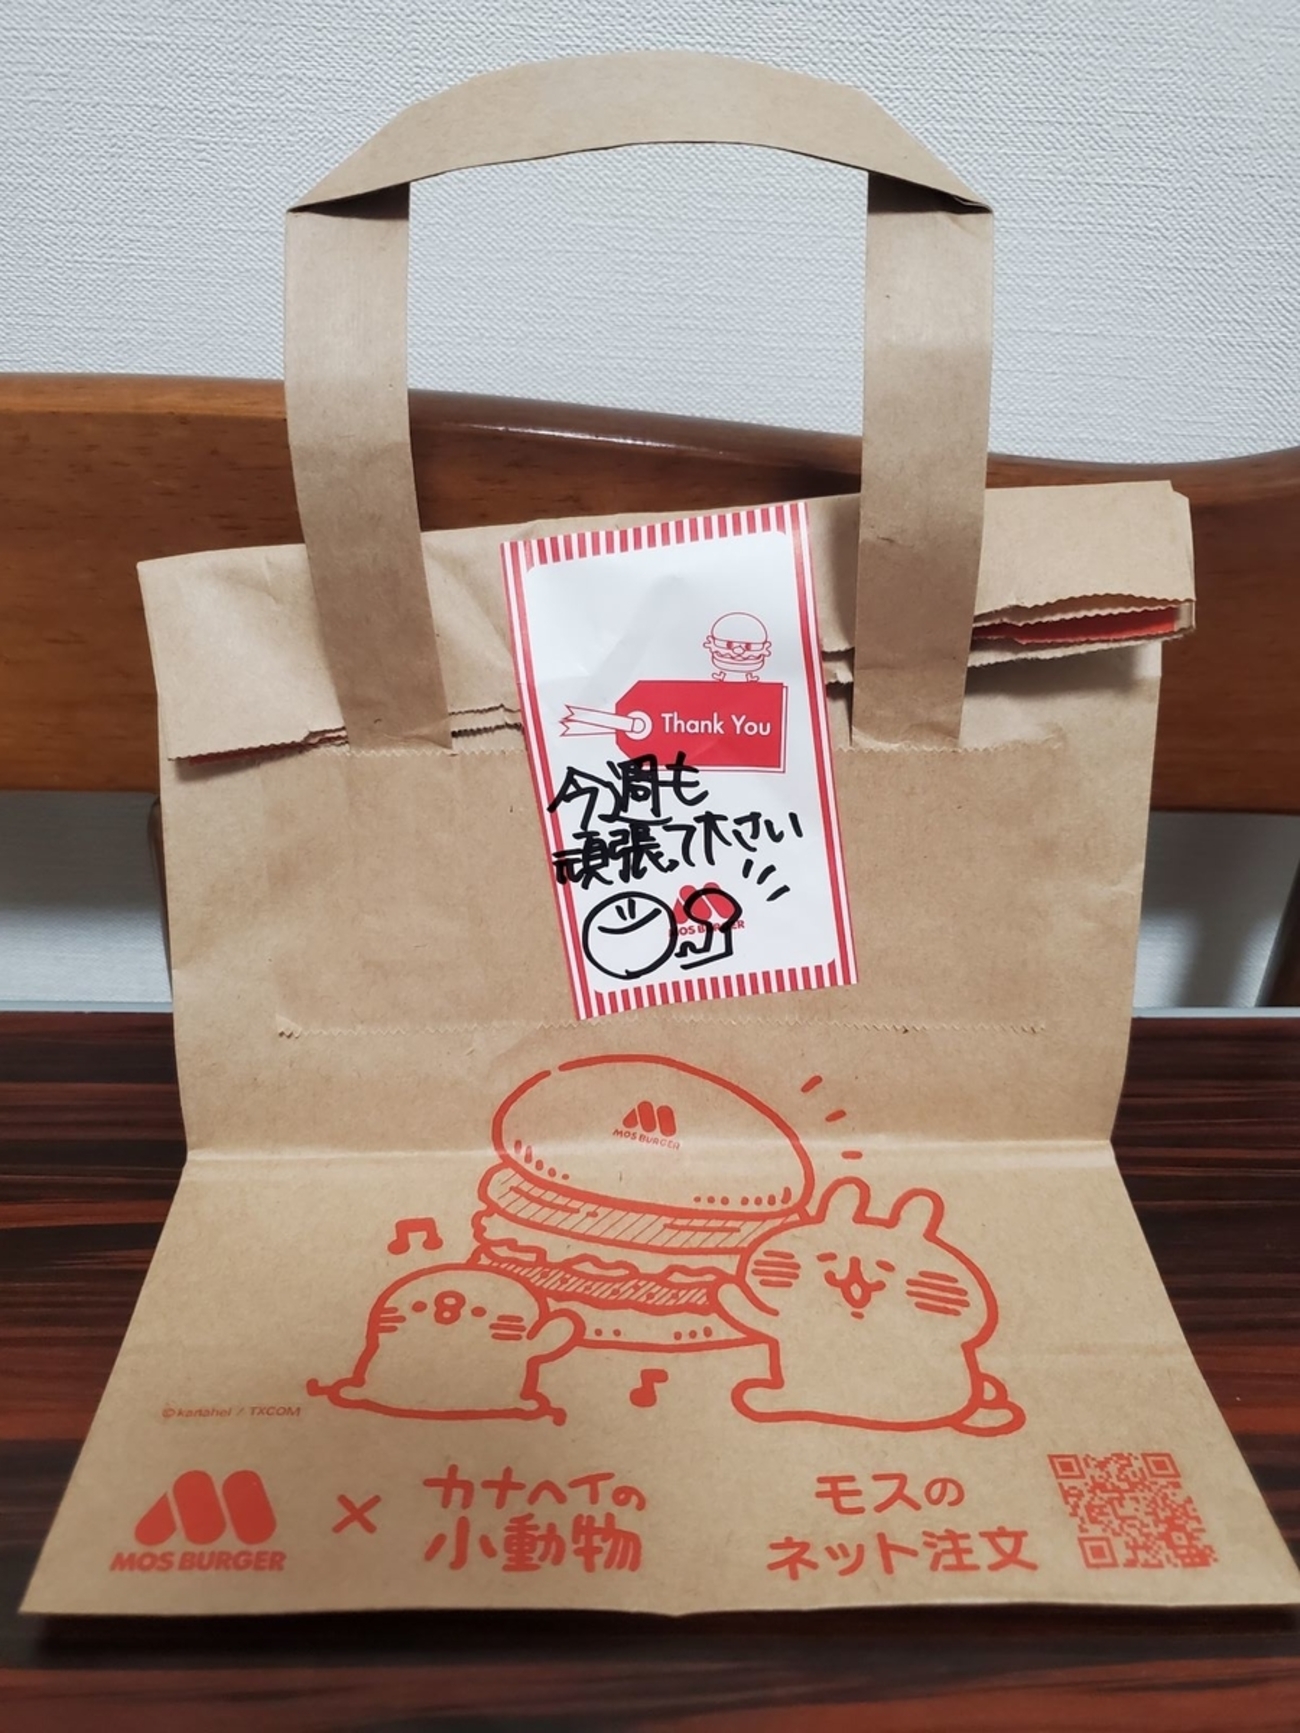 Thank You
今週も
頑張って下さい
MOS BURGER
MOS BURGER
©kanahei / TXCOM
MOS BURGER
×
カナヘイの
小動物
モスの
ネット注文